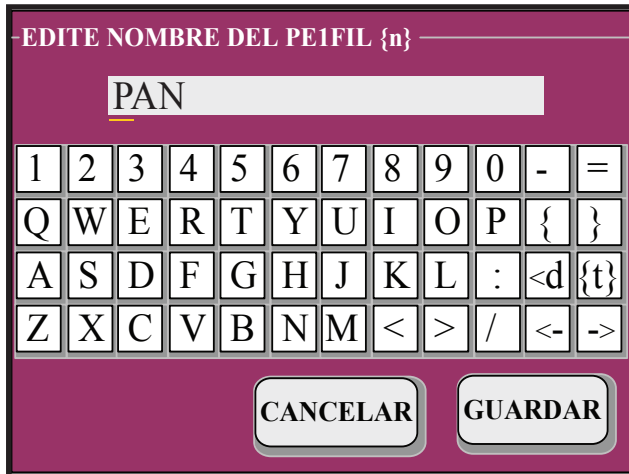 EDITE NOMBRE DEL PE1FIL {n}
PAN
1 2 3 4 5 6 7 8 9 0 - =
Q W E R T Y U I O P { }
A S D F G H J K L : <d {t}
Z X C V B N M < > / <- ->
CANCELAR GUARDAR